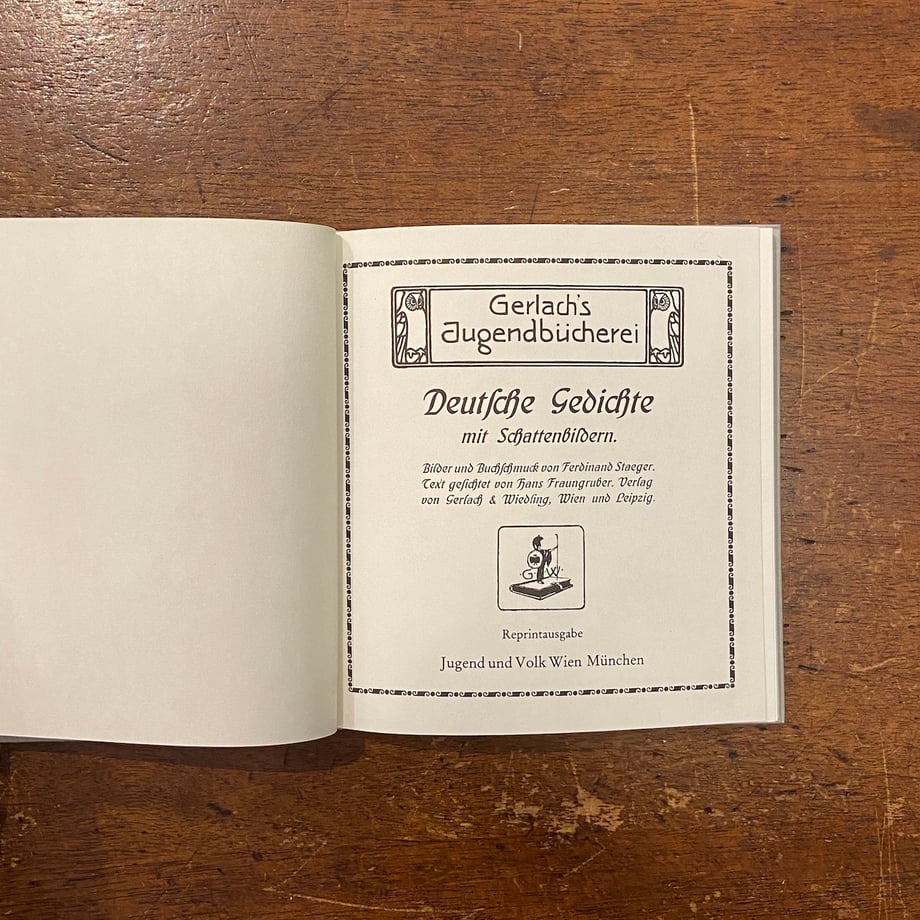 Gerlach's
Jugendbücherei
Deutsche Gedichte
mit Schattenbildern.
Bilder und Buchschmuck von Ferdinand Staeger.
Text gesichtet von Hans Fraungruber. Verlag
von Gerlach & Wiedling, Wien und Leipzig.
G. W.
Reprintausgabe
Jugend und Volk Wien München